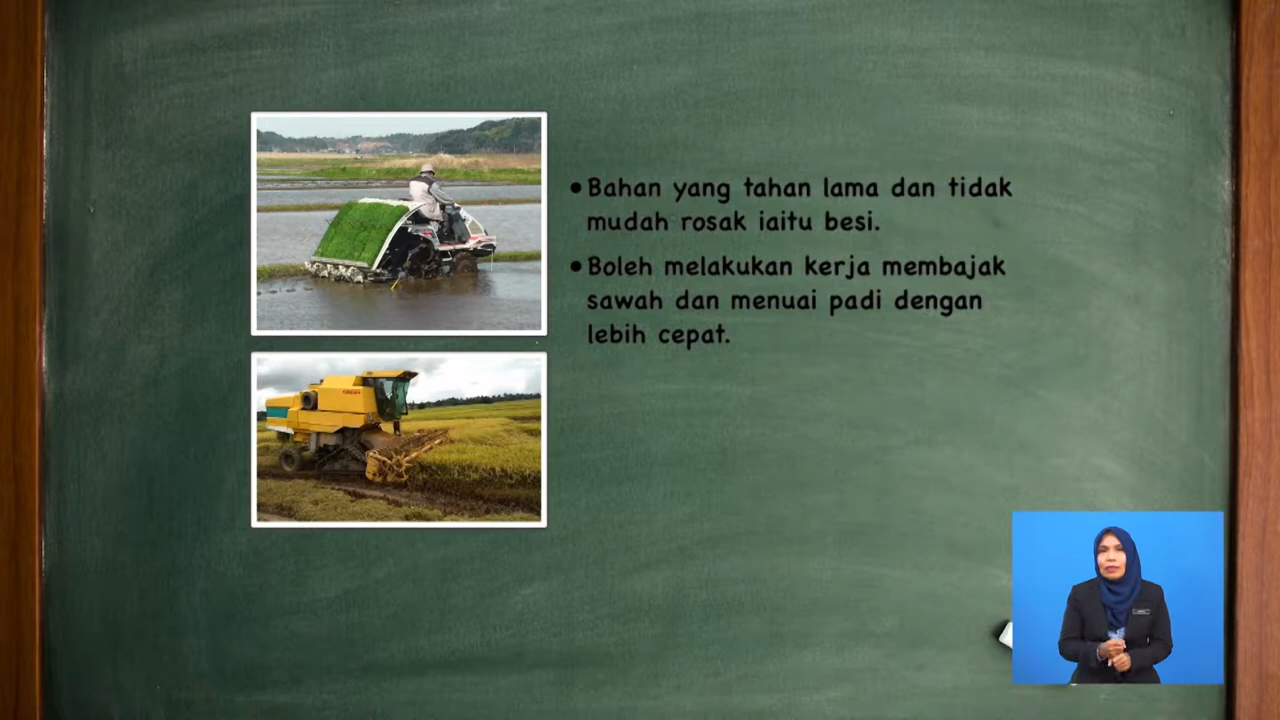 • Bahan yang tahan lama dan tidak
mudah rosak iaitu besi.
• Boleh melakukan kerja membajak
sawah dan menuai padi dengan
lebih cepat.